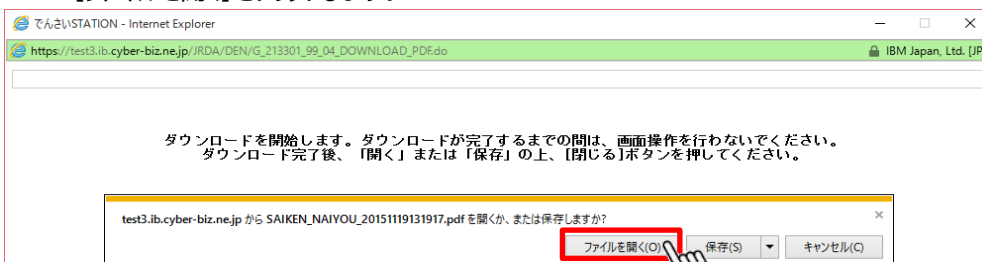 でんさいSTATION - Internet Explorer
https://test3.ib.cyber-biz.ne.jp/JRDA/DEN/G_213301_99_04_DOWNLOAD_PDF.do
IBM Japan, Ltd. [JP
ダウンロードを開始します。ダウンロードが完了するまでの間は、画面操作を行わないでください。
ダウンロード完了後、「開く」または「保存」の上、[閉じる]ボタンを押してください。
test3.ib.cyber-biz.ne.jp から SAIKEN_NAIYOU_20151119131917.pdf を開くか、または保存しますか?
ファイルを開く(O)
保存(S)
キャンセル(C)